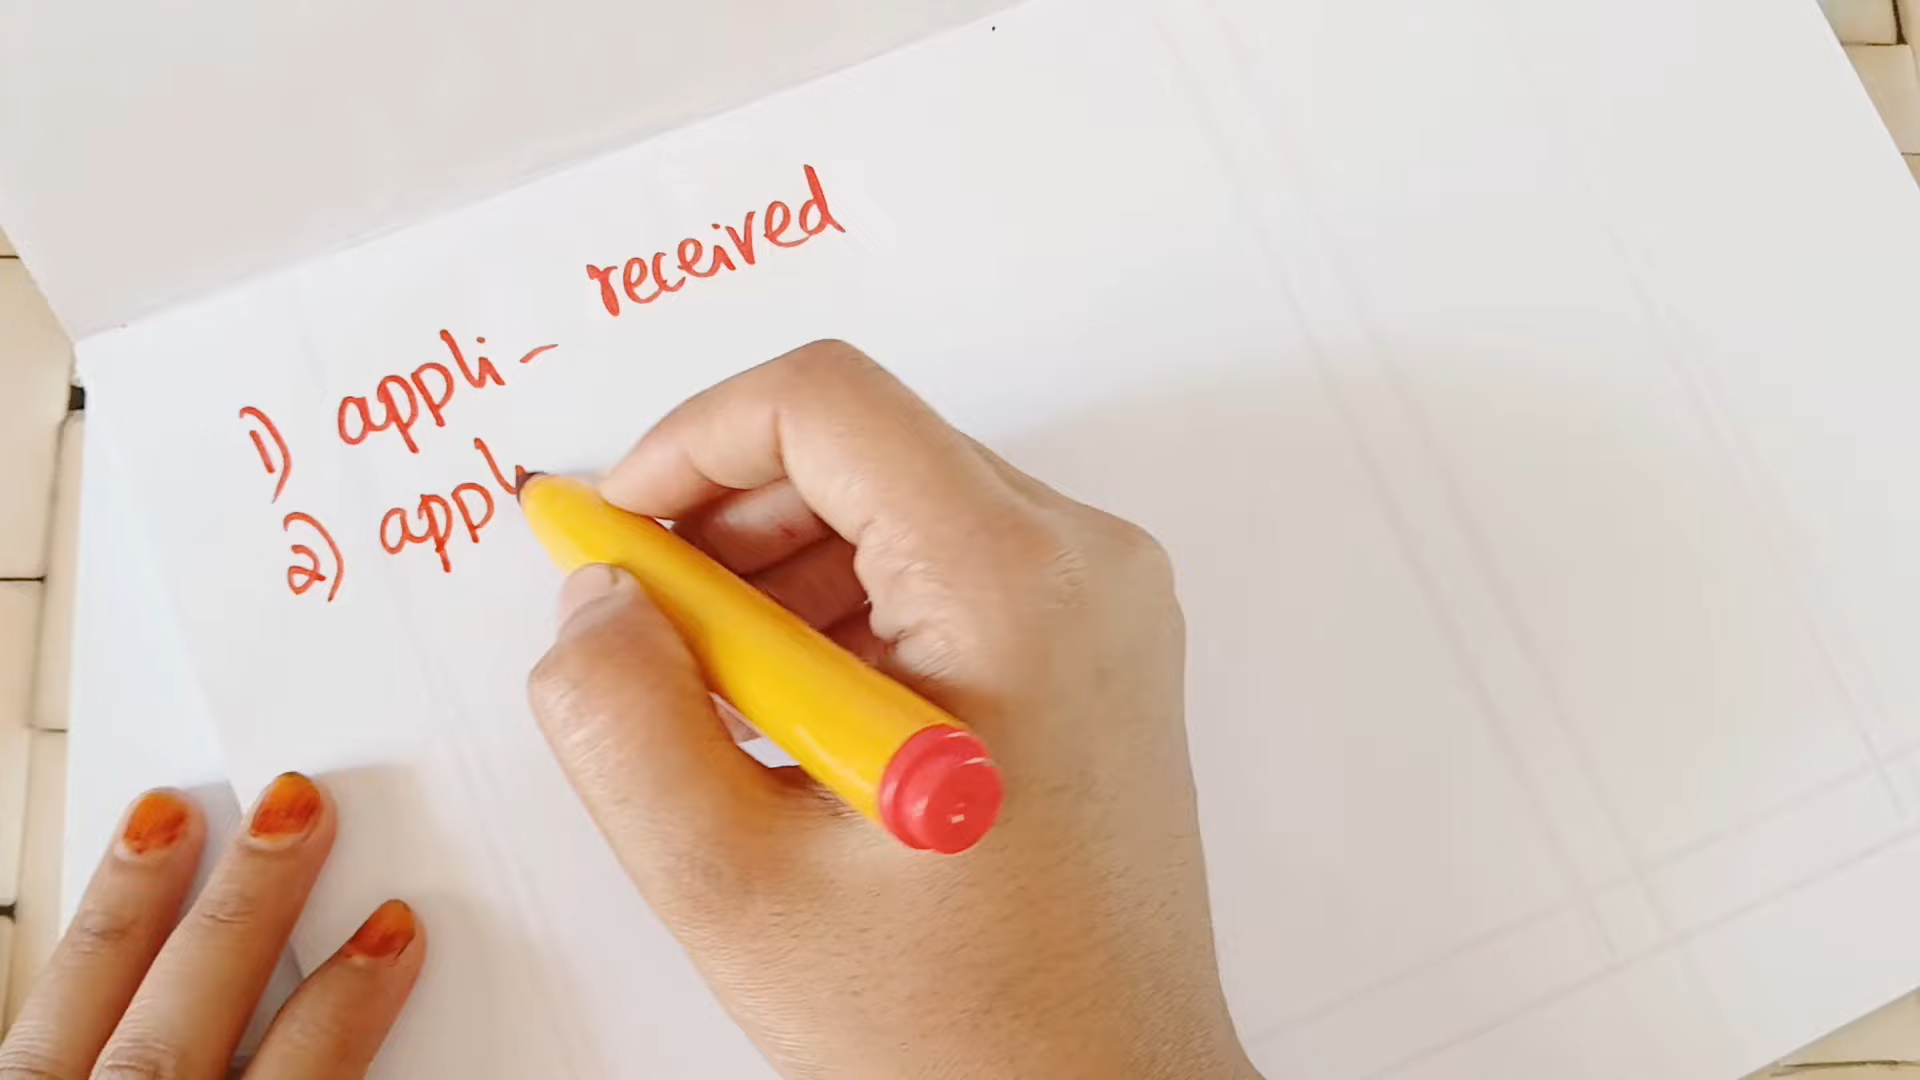 1) appli - received
2) appl